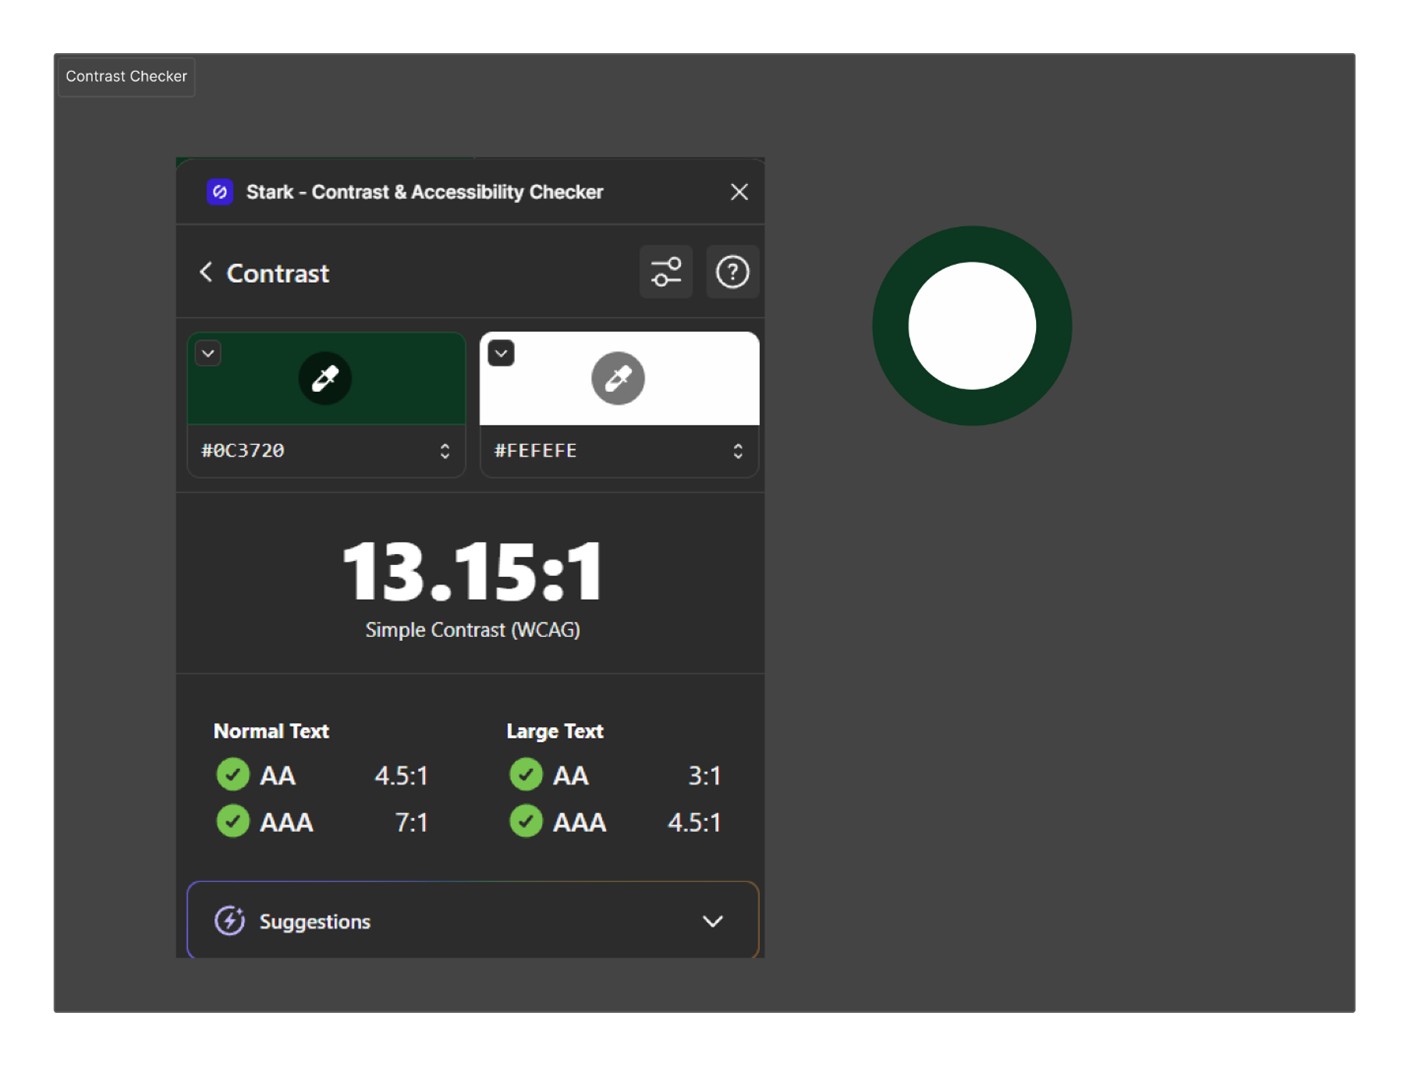 Contrast Checker
Stark - Contrast & Accessibility Checker
Contrast
#0C3720
#FEFEFE
13.15:1
Simple Contrast (WCAG)
Normal Text
AA 4.5:1
AAA 7:1
Large Text
AA 3:1
AAA 4.5:1
Suggestions